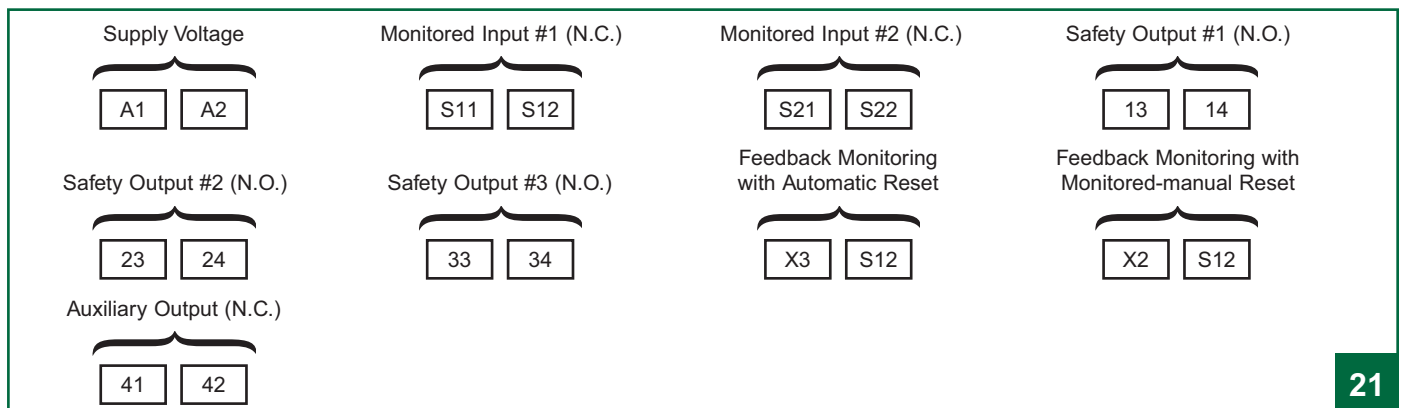 Supply Voltage
A1 A2
Monitored Input #1 (N.C.)
S11 S12
Monitored Input #2 (N.C.)
S21 S22
Safety Output #1 (N.O.)
13 14
Safety Output #2 (N.O.)
23 24
Safety Output #3 (N.O.)
33 34
Feedback Monitoring
with Automatic Reset
X3 S12
Feedback Monitoring with
Monitored-manual Reset
X2 S12
Auxiliary Output (N.C.)
41 42
21